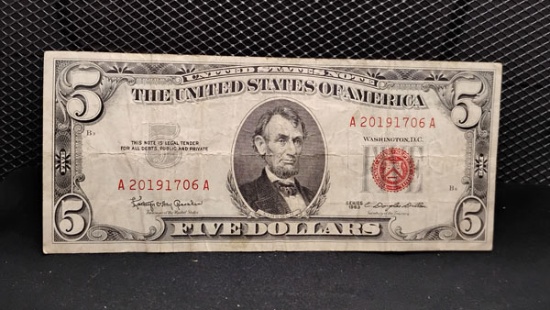 UNITED STATES NOTE
THE UNITED STATES OF AMERICA
5
5
A 20191706 A
WASHINGTON, D.C.
THIS NOTE IS LEGAL TENDER
FOR ALL DEBTS, PUBLIC AND PRIVATE
A 20191706 A
SERIES
1963
5
5
FIVE DOLLARS